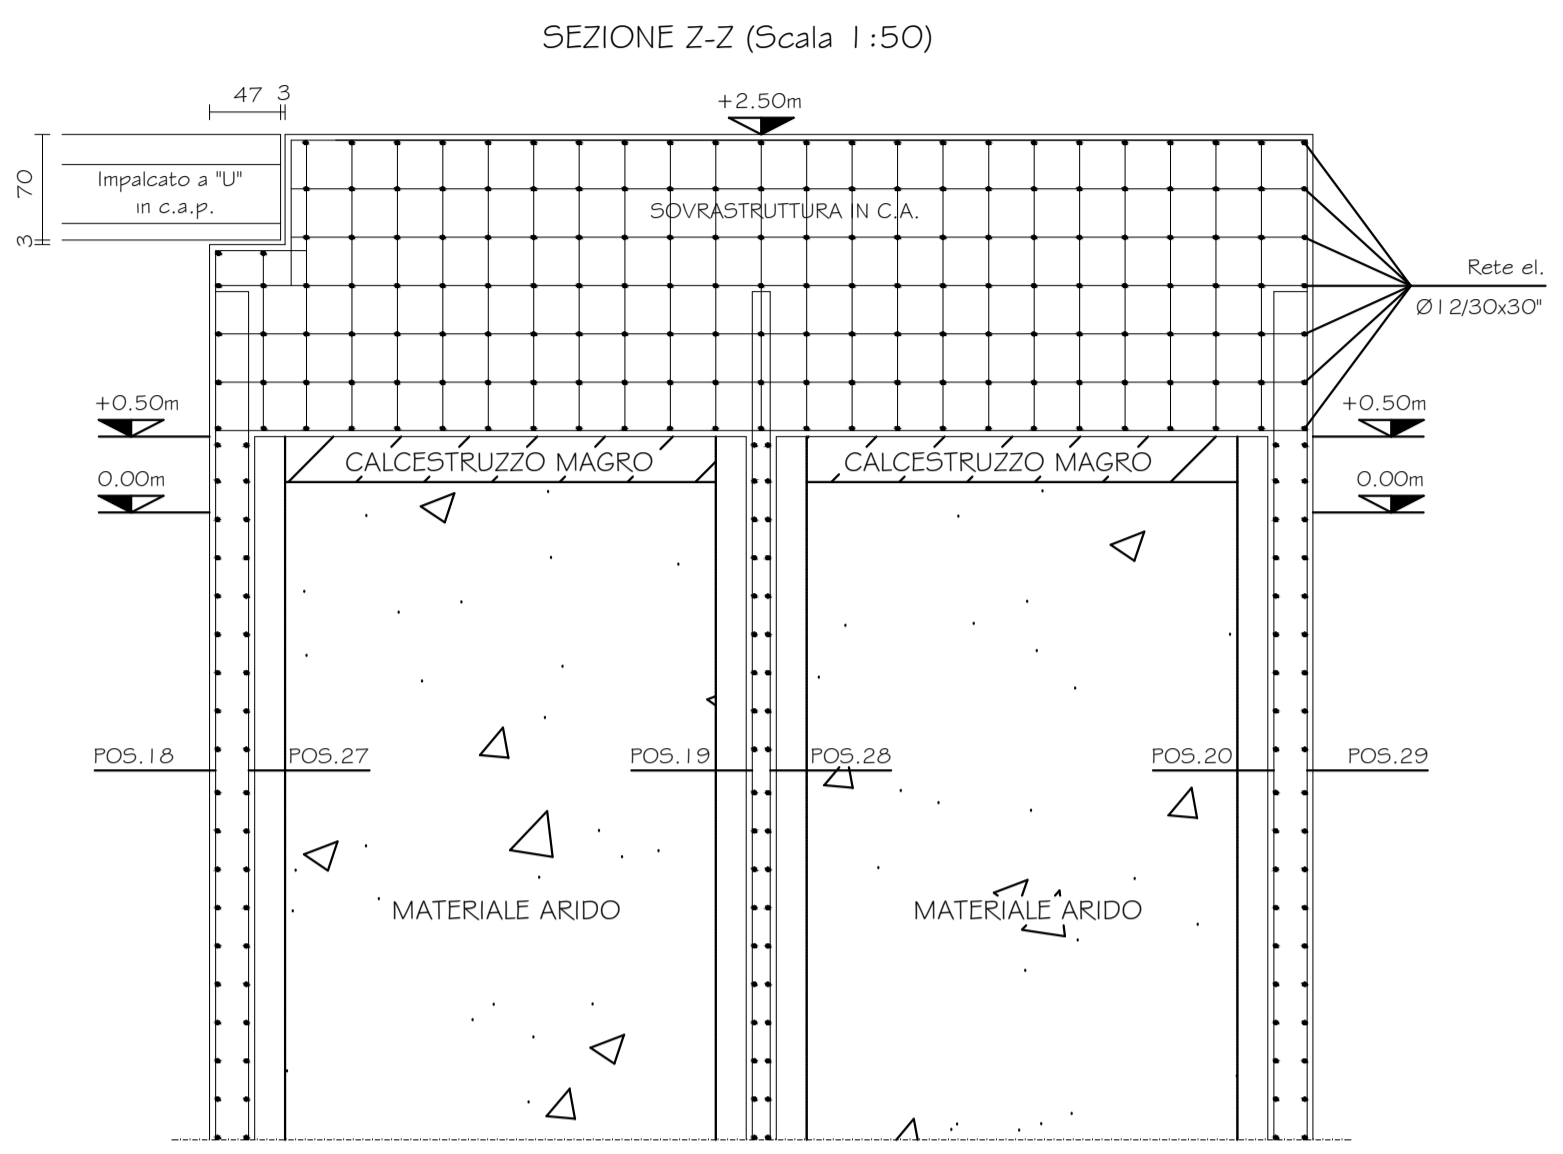 SEZIONE Z-Z (Scala 1:50)
47 3
+2.50m
70
3
Impalcato a "U"
in c.a.p.
SOVRASTRUTTURA IN C.A.
Rete el.
Ø12/30x30"
+0.50m
+0.50m
CALCESTRUZZO MAGRO
CALCESTRUZZO MAGRO
0.00m
0.00m
POS.18
POS.27
POS.19
POS.28
POS.20
POS.29
MATERIALE ARIDO
MATERIALE ARIDO